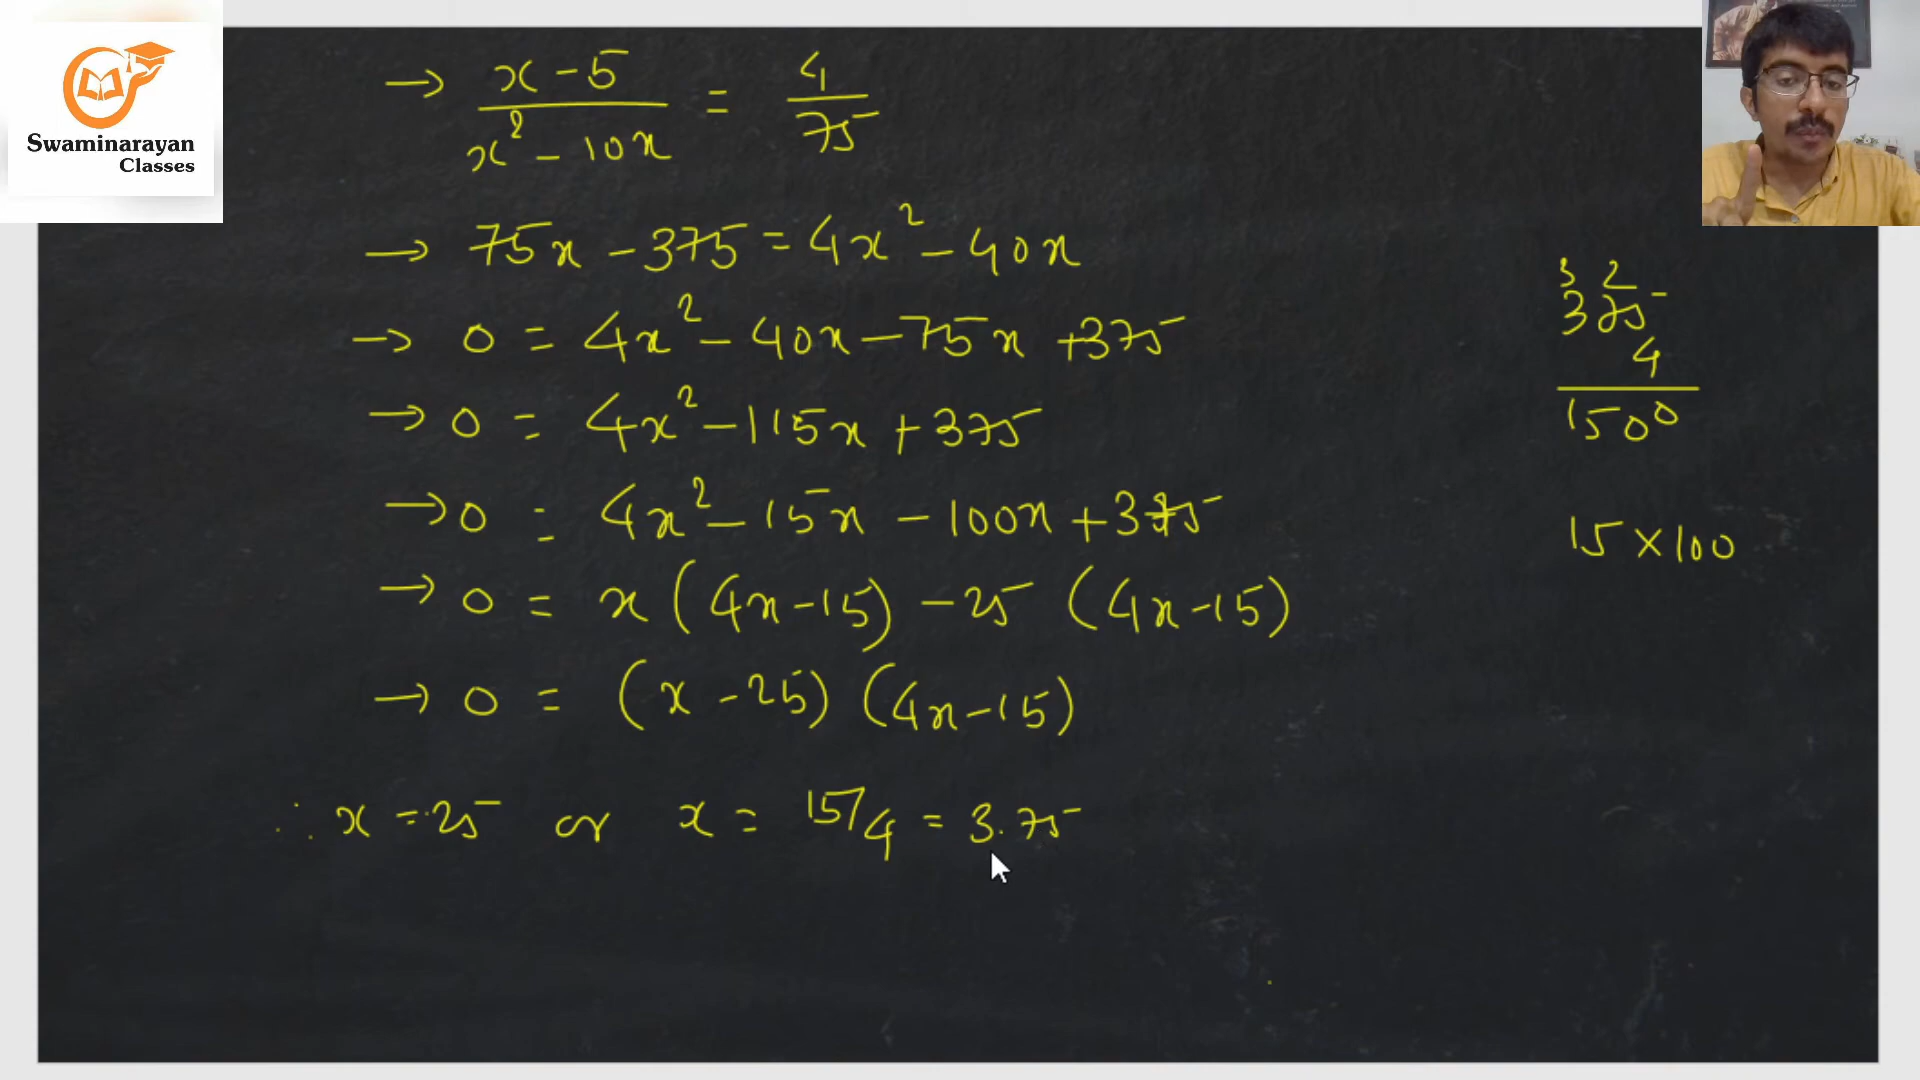 Swaminarayan
Classes
→ x - 5 / x² - 10x = 4 / 75
→ 75x - 375 = 4x² - 40x
→ 0 = 4x² - 40x - 75x + 375
→ 0 = 4x² - 115x + 375
→ 0 = 4x² - 15x - 100x + 375
→ 0 = x (4x - 15) - 25 (4x - 15)
→ 0 = (x - 25) (4x - 15)
∴ x = 25 or x = 15/4 = 3.75
3 2
375
4
1500
15 × 100